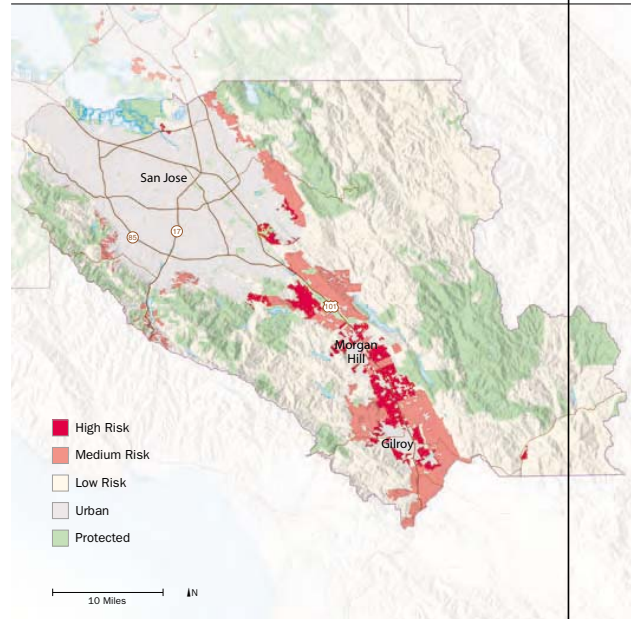 San Jose
85
17
101
Morgan
Hill
Gilroy
High Risk
Medium Risk
Low Risk
Urban
Protected
10 Miles
N